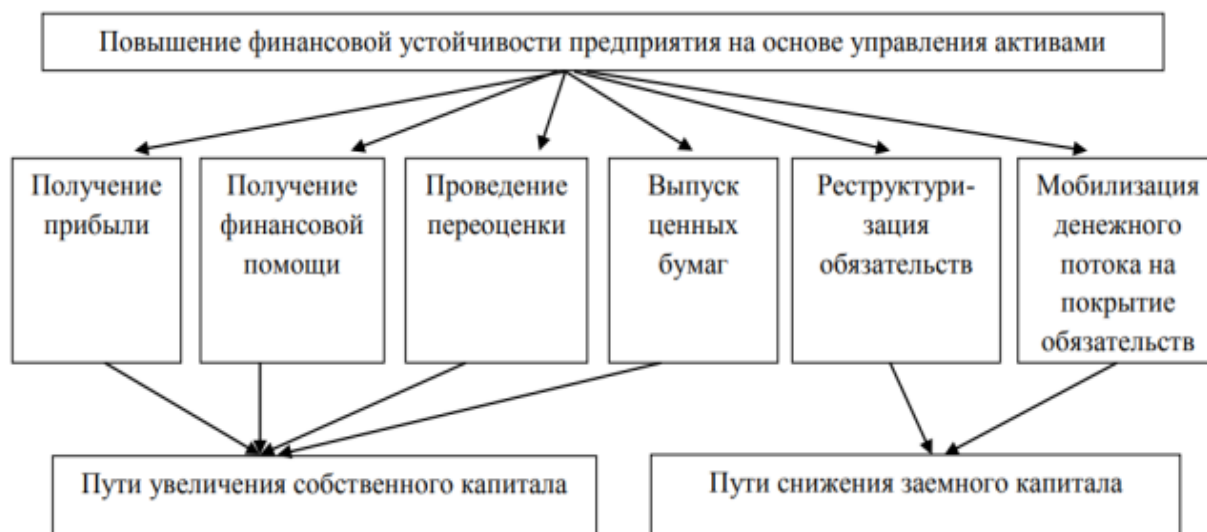 Повышение финансовой устойчивости предприятия на основе управления активами
Получение
прибыли
Получение
финансовой
помощи
Проведение
переоценки
Выпуск
ценных
бумаг
Реструктури-
зация
обязательств
Мобилизация
денежного
потока на
покрытие
обязательств
Пути увеличения собственного капитала
Пути снижения заемного капитала